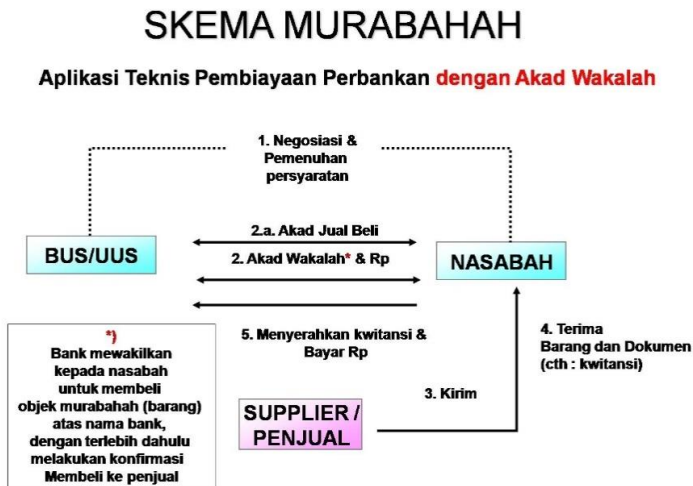 SKEMA MURABAHAH
Aplikasi Teknis Pembiayaan Perbankan dengan Akad Wakalah
1. Negosiasi &
Pemenuhan
persyaratan
BUS/UUS
2.a. Akad Jual Beli
2. Akad Wakalah* & Rp
NASABAH
*)
Bank mewakilkan
kepada nasabah
untuk membeli
objek murabahah (barang)
atas nama bank,
dengan terlebih dahulu
melakukan konfirmasi
Membeli ke penjual
5. Menyerahkan kwitansi &
Bayar Rp
SUPPLIER /
PENJUAL
3. Kirim
4. Terima
Barang dan Dokumen
(cth : kwitansi)